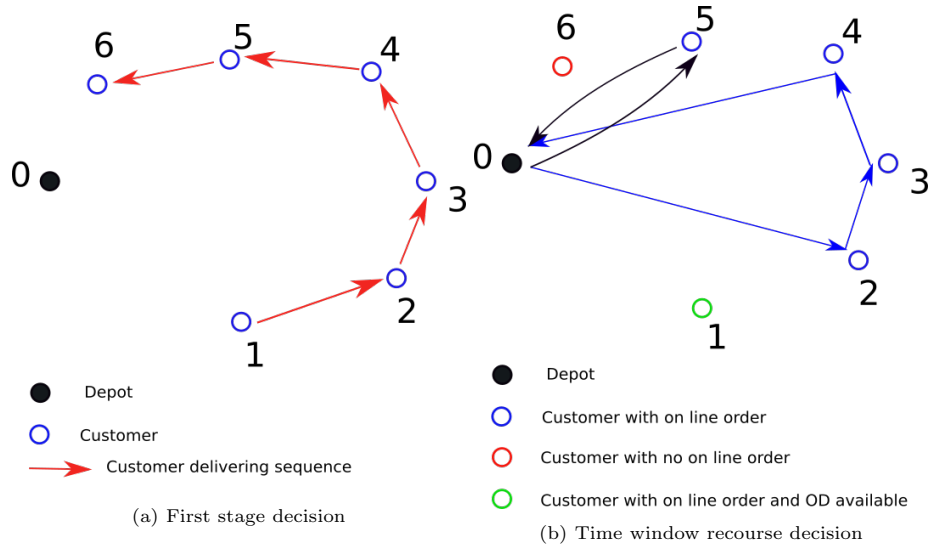 6
5
4
0
3
2
1
Depot
Customer
Customer delivering sequence
(a) First stage decision
6
5
4
0
3
2
1
Depot
Customer with on line order
Customer with no on line order
Customer with on line order and OD available
(b) Time window recourse decision